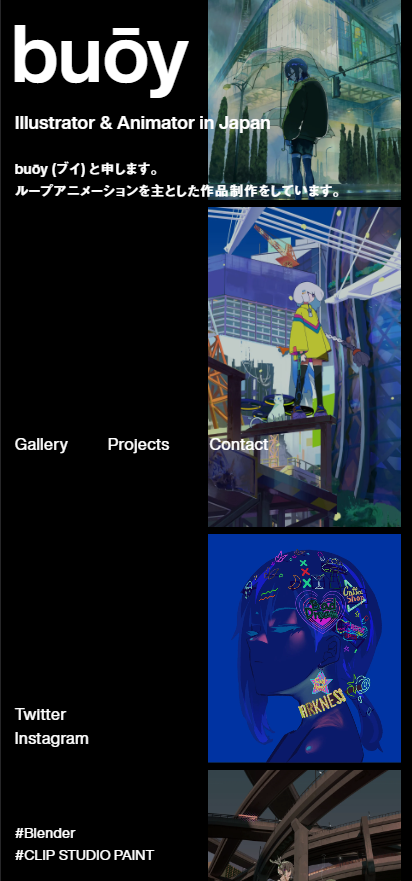 buōy
Illustrator & Animator in Japan
buōy (ブイ) と申します。
ループアニメーションを主とした作品制作をしています。
Gallery Projects Contact
DARKNESS
Twitter
Instagram
#Blender
#CLIP STUDIO PAINT